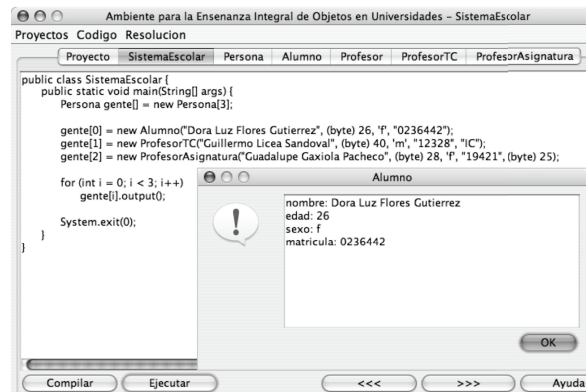 Ambiente para la Ensenanza Integral de Objetos en Universidades – SistemaEscolar
Proyectos Codigo Resolucion
Proyecto SistemaEscolar Persona Alumno Profesor ProfesorTC ProfesorAsignatura
public class SistemaEscolar {
public static void main(String[] args) {
Persona gente[] = new Persona[3];
gente[0] = new Alumno("Dora Luz Flores Gutierrez", (byte) 26, 'f', "0236442");
gente[1] = new ProfesorTC("Guillermo Licea Sandoval", (byte) 40, 'm', "12328", "IC");
gente[2] = new ProfesorAsignatura("Guadalupe Gaxiola Pacheco", (byte) 28, 'f', "19421", (byte) 25);
for (int i = 0; i < 3; i++)
gente[i].output();
System.exit(0);
}
}
Alumno
nombre: Dora Luz Flores Gutierrez
edad: 26
sexo: f
matricula: 0236442
OK
Compilar Ejecutar <<< >>> Ayuda